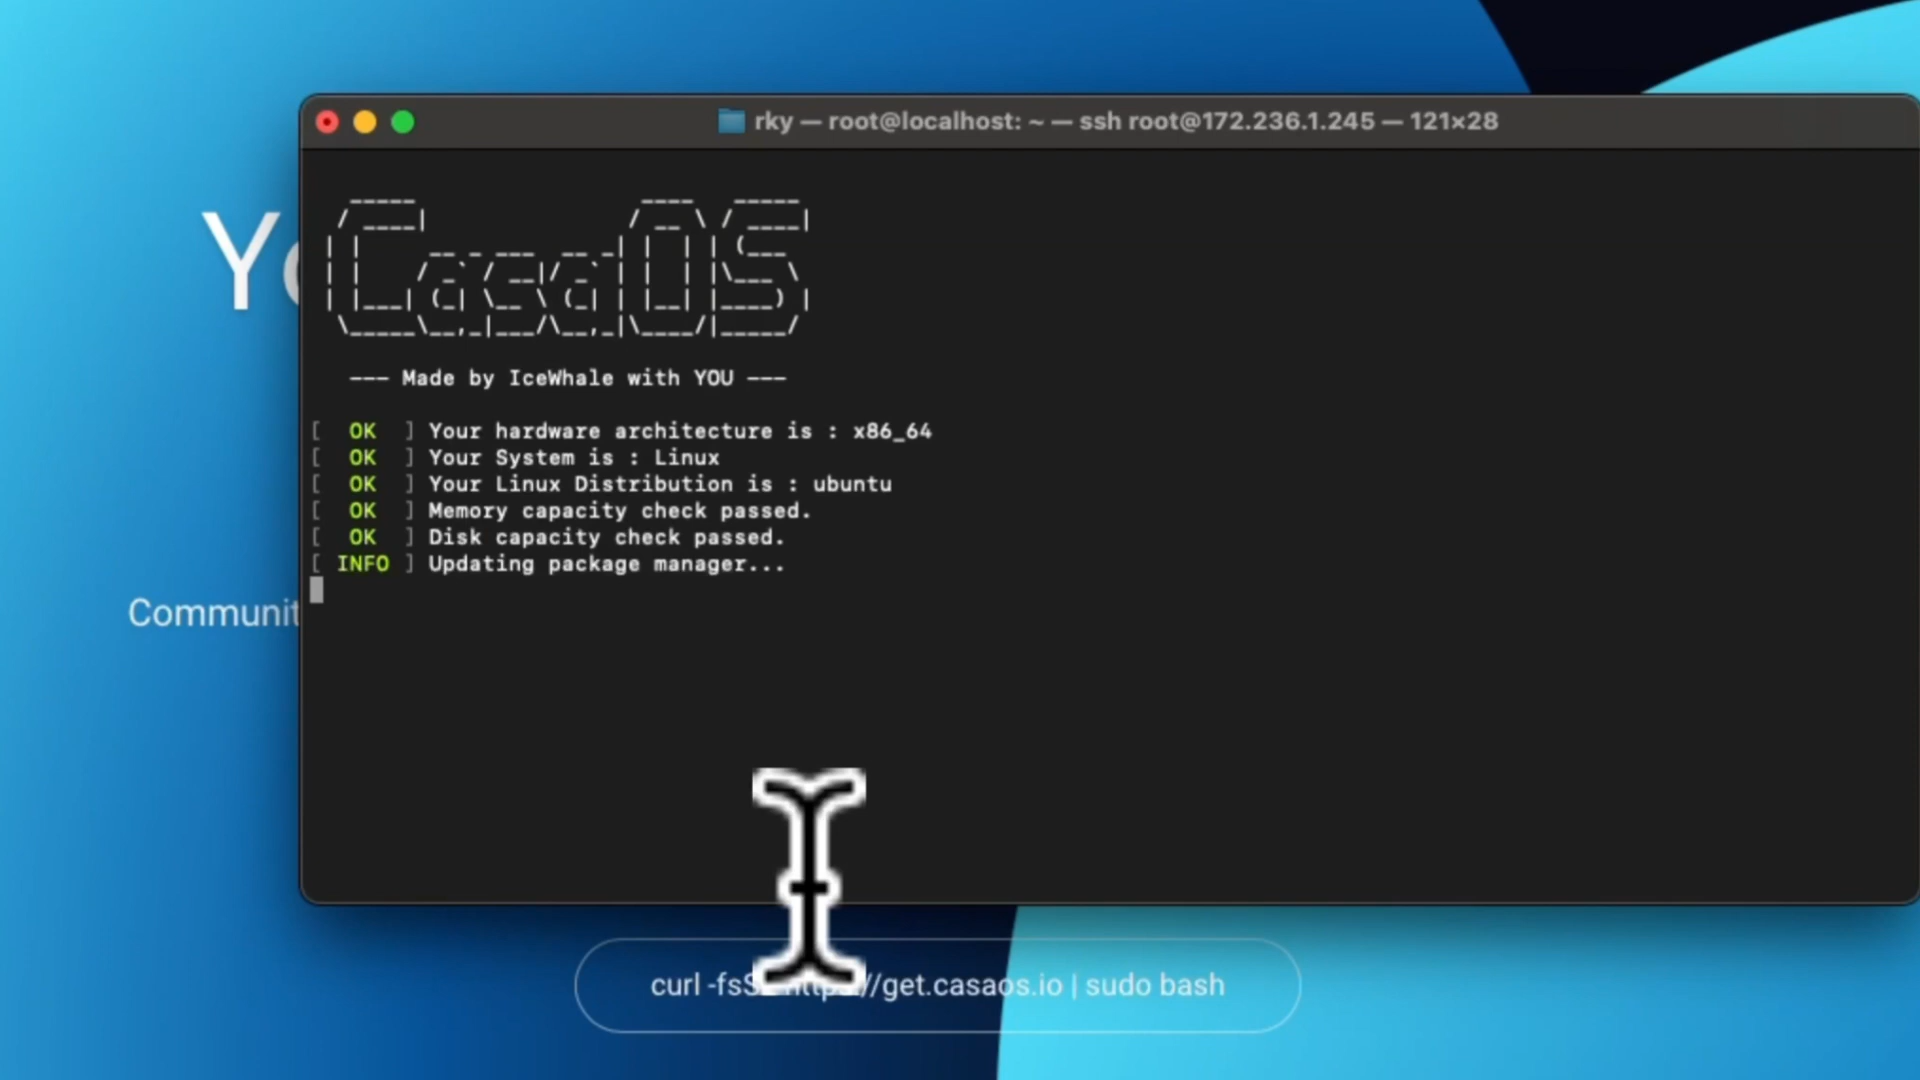 rky — root@localhost: ~ — ssh root@172.236.1.245 — 121×28
CasaOS
--- Made by IceWhale with YOU ---
[ OK ] Your hardware architecture is : x86_64
[ OK ] Your System is : Linux
[ OK ] Your Linux Distribution is : ubuntu
[ OK ] Memory capacity check passed.
[ OK ] Disk capacity check passed.
[ INFO ] Updating package manager...
curl //get.casaos.io | sudo bash